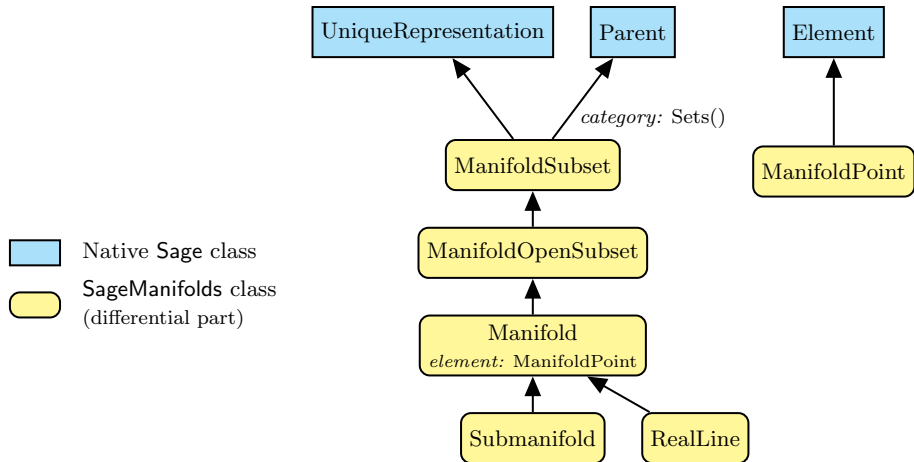 UniqueRepresentation
Parent
Element
category: Sets()
ManifoldSubset
ManifoldPoint
ManifoldOpenSubset
Native Sage class
SageManifolds class
(differential part)
Manifold
element: ManifoldPoint
Submanifold
RealLine